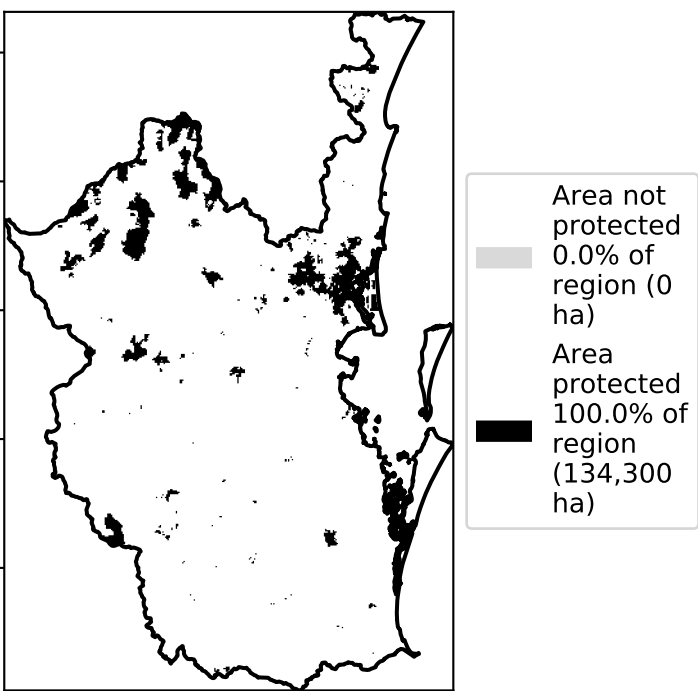 Area not
protected
0.0% of
region (0
ha)
Area
protected
100.0% of
region
(134,300
ha)